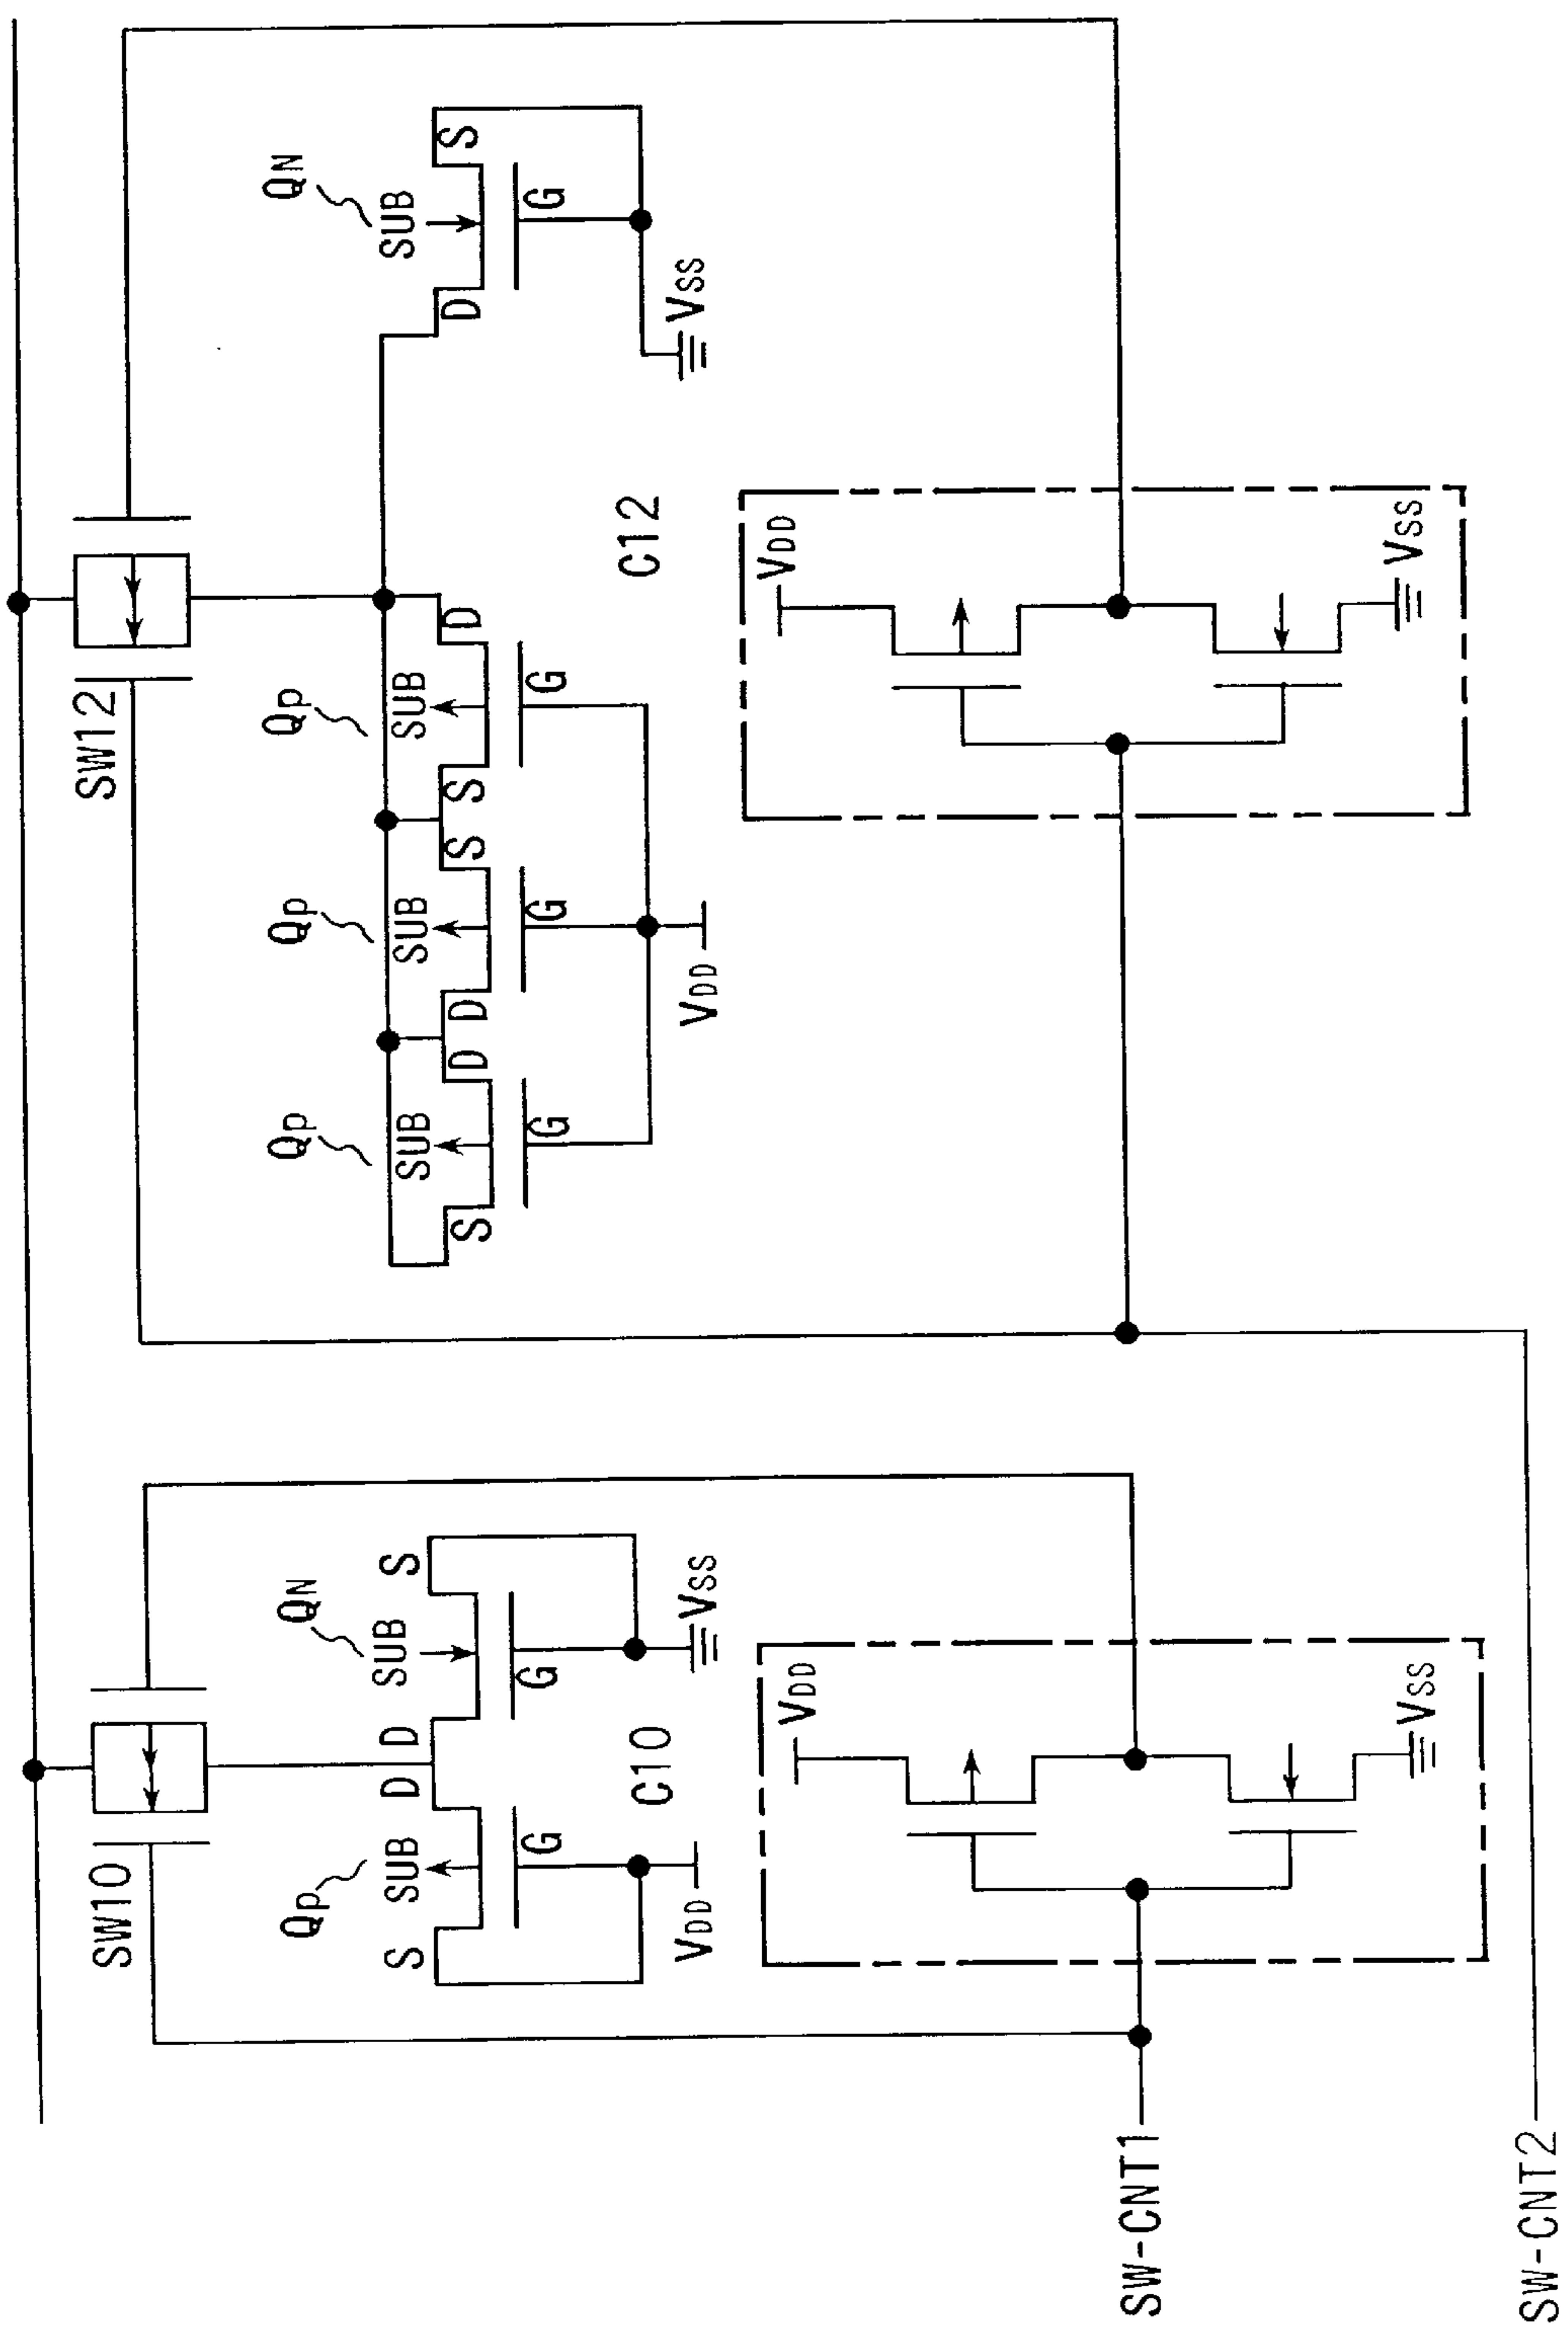 SW10
SW12
QP
SUB
S
G
D
D
QN
SUB
S
G
VDD
VSS
C10
QP
SUB
S
G
D
QP
SUB
D
G
S
QP
SUB
S
G
D
VDD
C12
QN
SUB
D
G
S
VSS
VDD
VSS
VDD
VSS
SW-CNT1
SW-CNT2